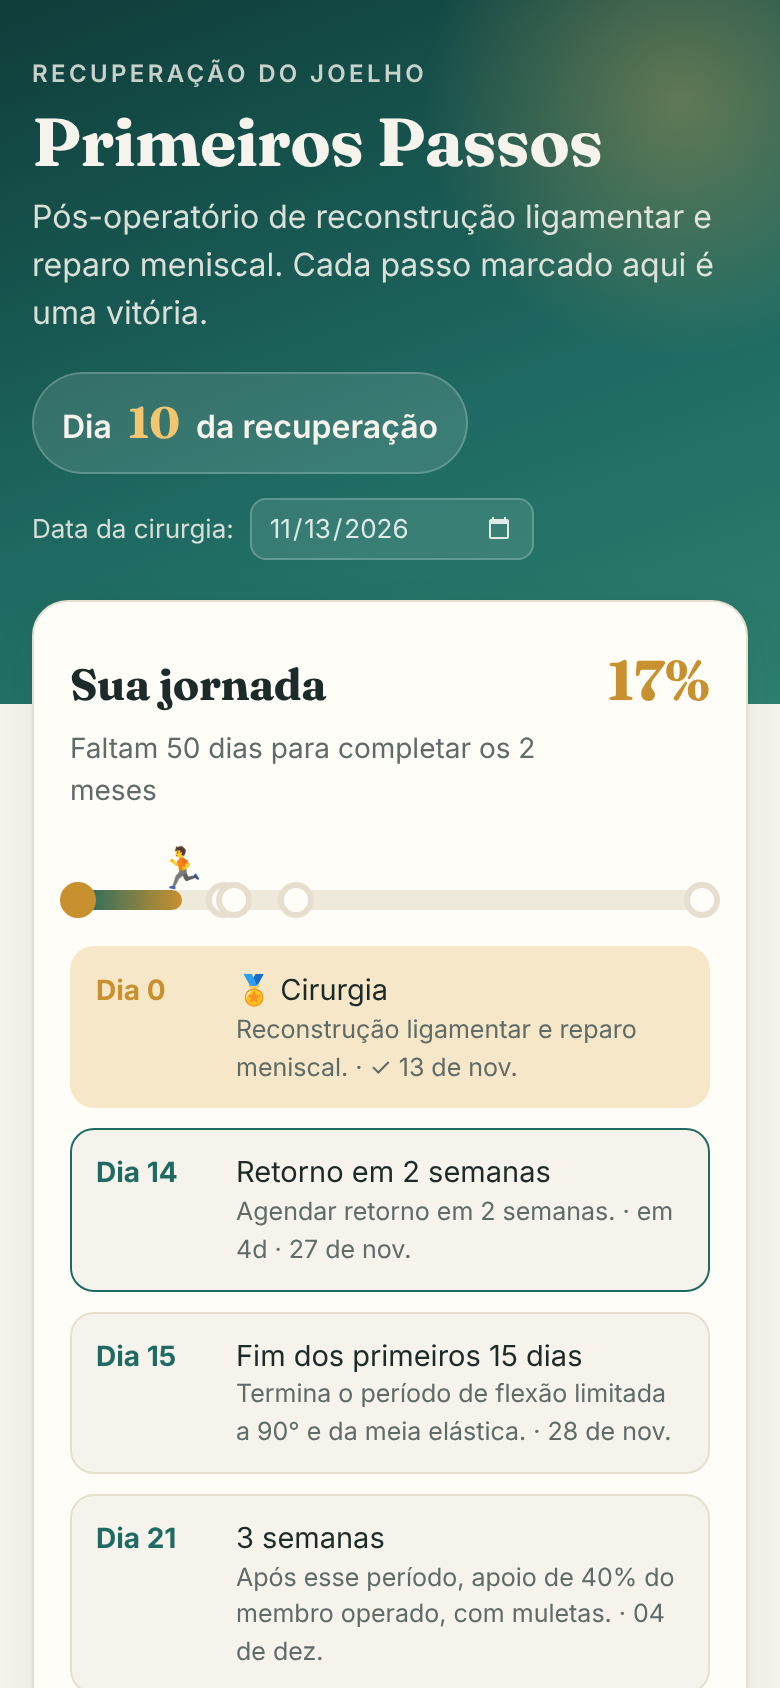 RECUPERAÇÃO DO JOELHO
Primeiros Passos
Pós-operatório de reconstrução ligamentar e
reparo meniscal. Cada passo marcado aqui é
uma vitória.
Dia 10 da recuperação
Data da cirurgia: 11/13/2026
Sua jornada 17%
Faltam 50 dias para completar os 2
meses
Dia 0 🏅 Cirurgia
Reconstrução ligamentar e reparo
meniscal. · ✓ 13 de nov.
Dia 14 Retorno em 2 semanas
Agendar retorno em 2 semanas. · em
4d · 27 de nov.
Dia 15 Fim dos primeiros 15 dias
Termina o período de flexão limitada
a 90° e da meia elástica. · 28 de nov.
Dia 21 3 semanas
Após esse período, apoio de 40% do
membro operado, com muletas. · 04
de dez.